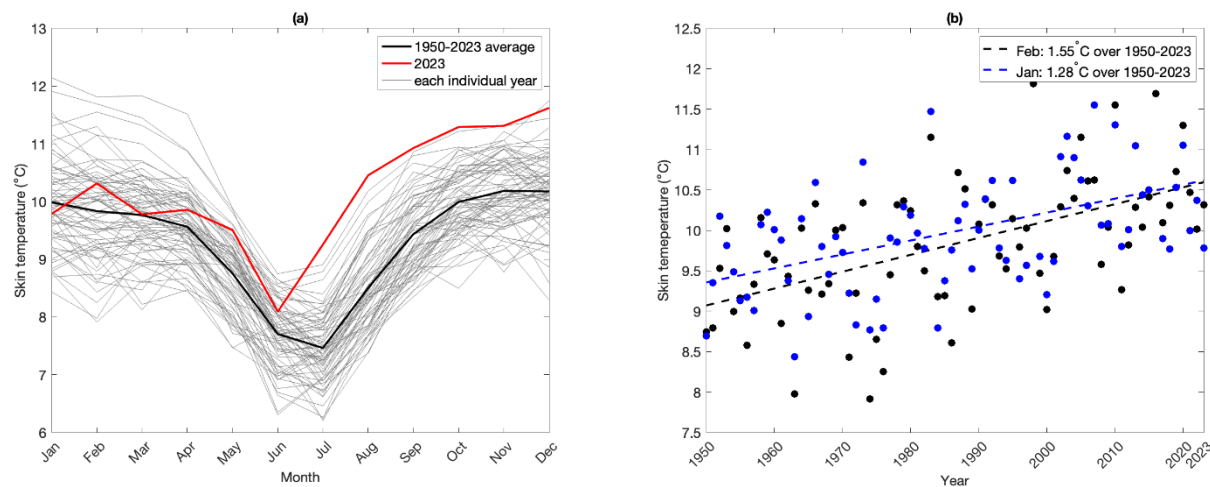 (a)
13
12
11
10
9
8
7
6
Skin temperature (°C)
Jan
Feb
Mar
Apr
May
Jun
Jul
Aug
Sep
Oct
Nov
Dec
Month
1950-2023 average
2023
each individual year
(b)
12.5
12
11.5
11
10.5
10
9.5
9
8.5
8
7.5
Skin temeprature (°C)
1950
1960
1970
1980
1990
2001
2010
2020
2023
Year
Feb: 1.55°C over 1950-2023
Jan: 1.28°C over 1950-2023